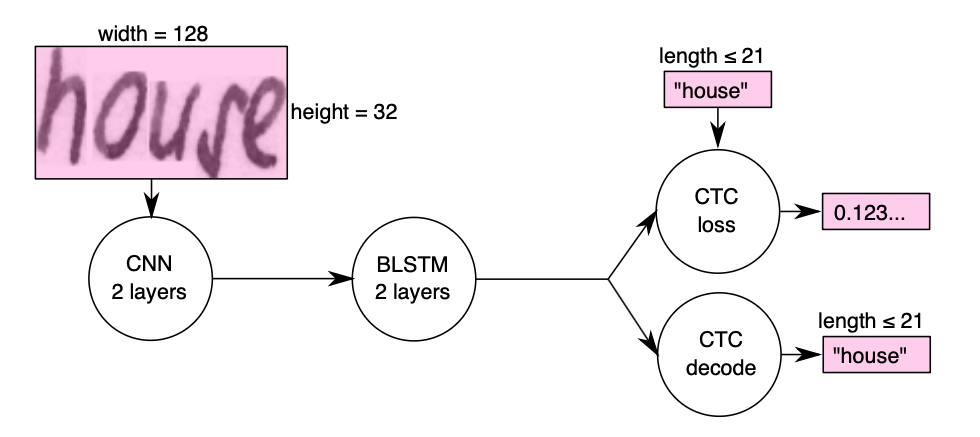 width = 128
house
height = 32
length ≤ 21
"house"
CTC
loss
0.123...
CNN
2 layers
BLSTM
2 layers
CTC
decode
length ≤ 21
"house"